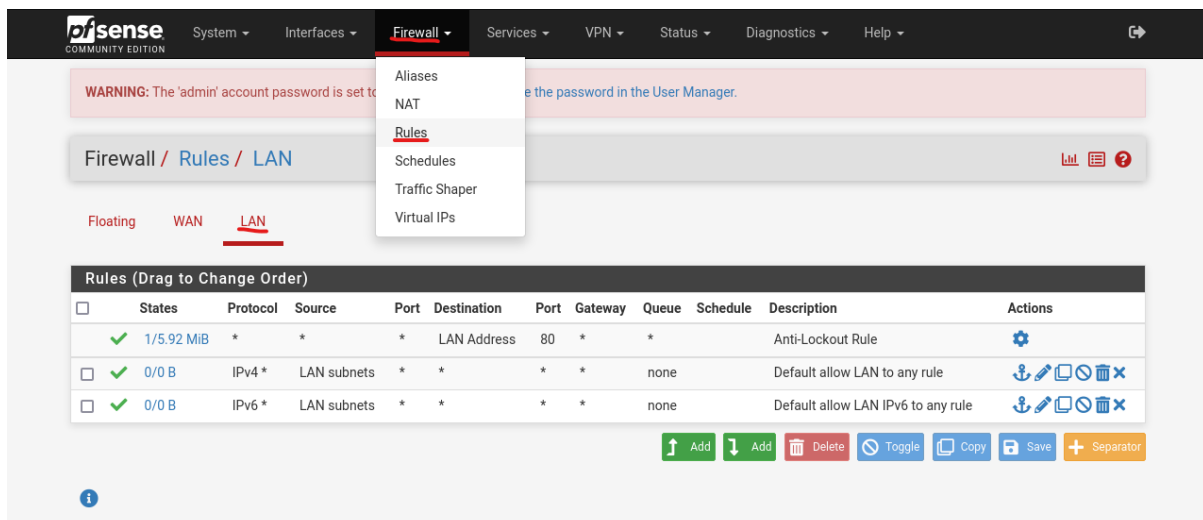 pfsense System Interfaces Firewall Services VPN Status Diagnostics Help
COMMUNITY EDITION
Aliases
WARNING: The 'admin' account password is set to e the password in the User Manager.
NAT
Rules
Firewall / Rules / LAN
Schedules
Traffic Shaper
Virtual IPs
Floating WAN LAN
Rules (Drag to Change Order)
States Protocol Source Port Destination Port Gateway Queue Schedule Description Actions
1/5.92 MiB * * * LAN Address 80 * * Anti-Lockout Rule
0/0 B IPv4 * LAN subnets * * * * none Default allow LAN to any rule
0/0 B IPv6 * LAN subnets * * * * none Default allow LAN IPv6 to any rule
Add Add Delete Toggle Copy Save Separator